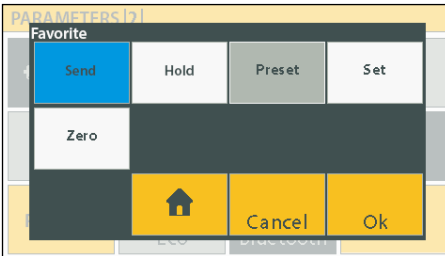 PARAMETERS|2|
Favorite
Send Hold Preset Set
Zero
Cancel Ok
ECO Bluetooth